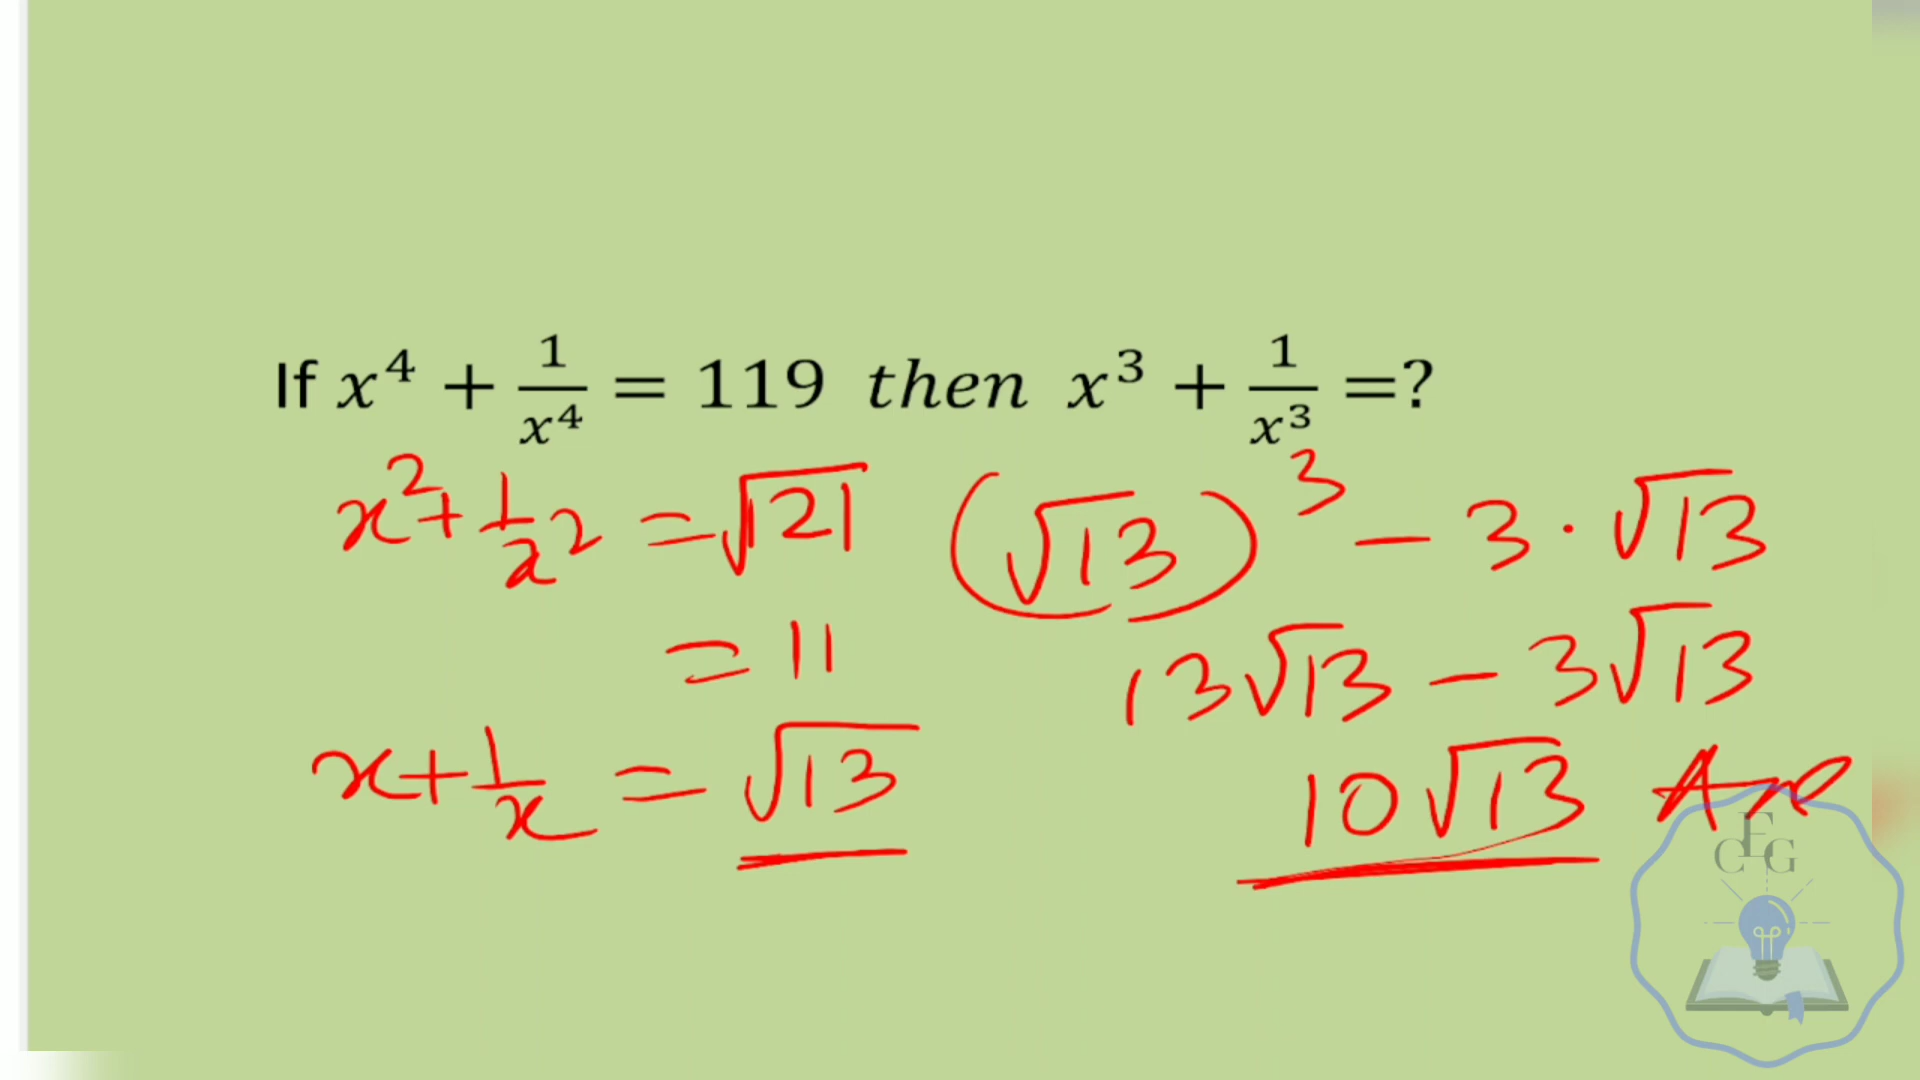 If x⁴ + 1/x⁴ = 119 then x³ + 1/x³ =?
x² + 1/x² = √121
= 11
x + 1/x = √13
(√13)³ − 3 · √13
13√13 − 3√13
10√13 Ans
CEG